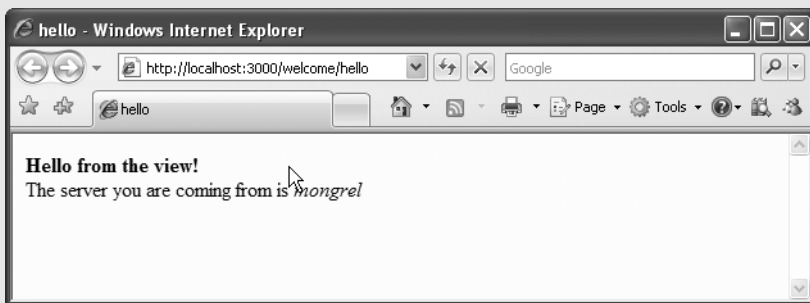 hello - Windows Internet Explorer
http://localhost:3000/welcome/hello
Google
hello
Page
Tools
Hello from the view!
The server you are coming from is mongrel